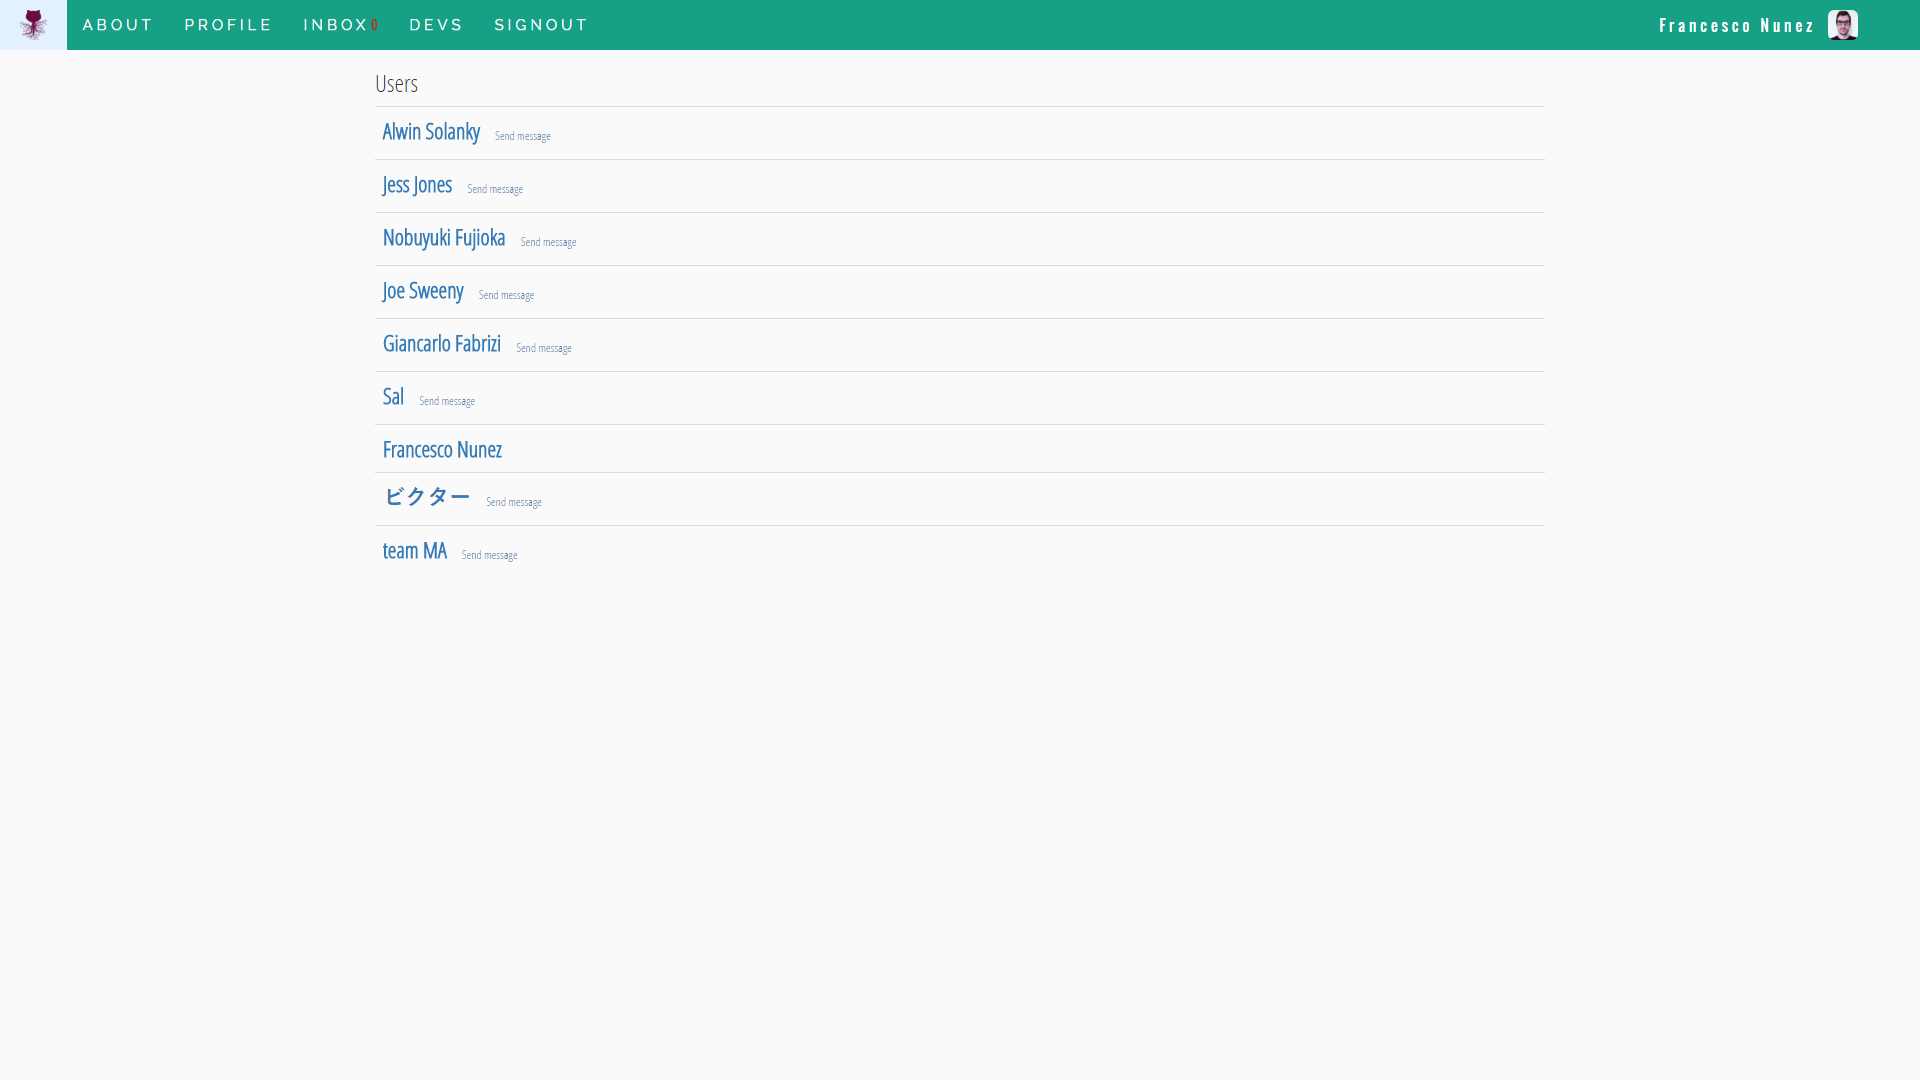 ABOUT PROFILE INBOX 0 DEVS SIGNOUT Francesco Nunez
Users
Alwin Solanky Send message
Jess Jones Send message
Nobuyuki Fujioka Send message
Joe Sweeny Send message
Giancarlo Fabrizi Send message
Sal Send message
Francesco Nunez
ビクター Send message
team MA Send message